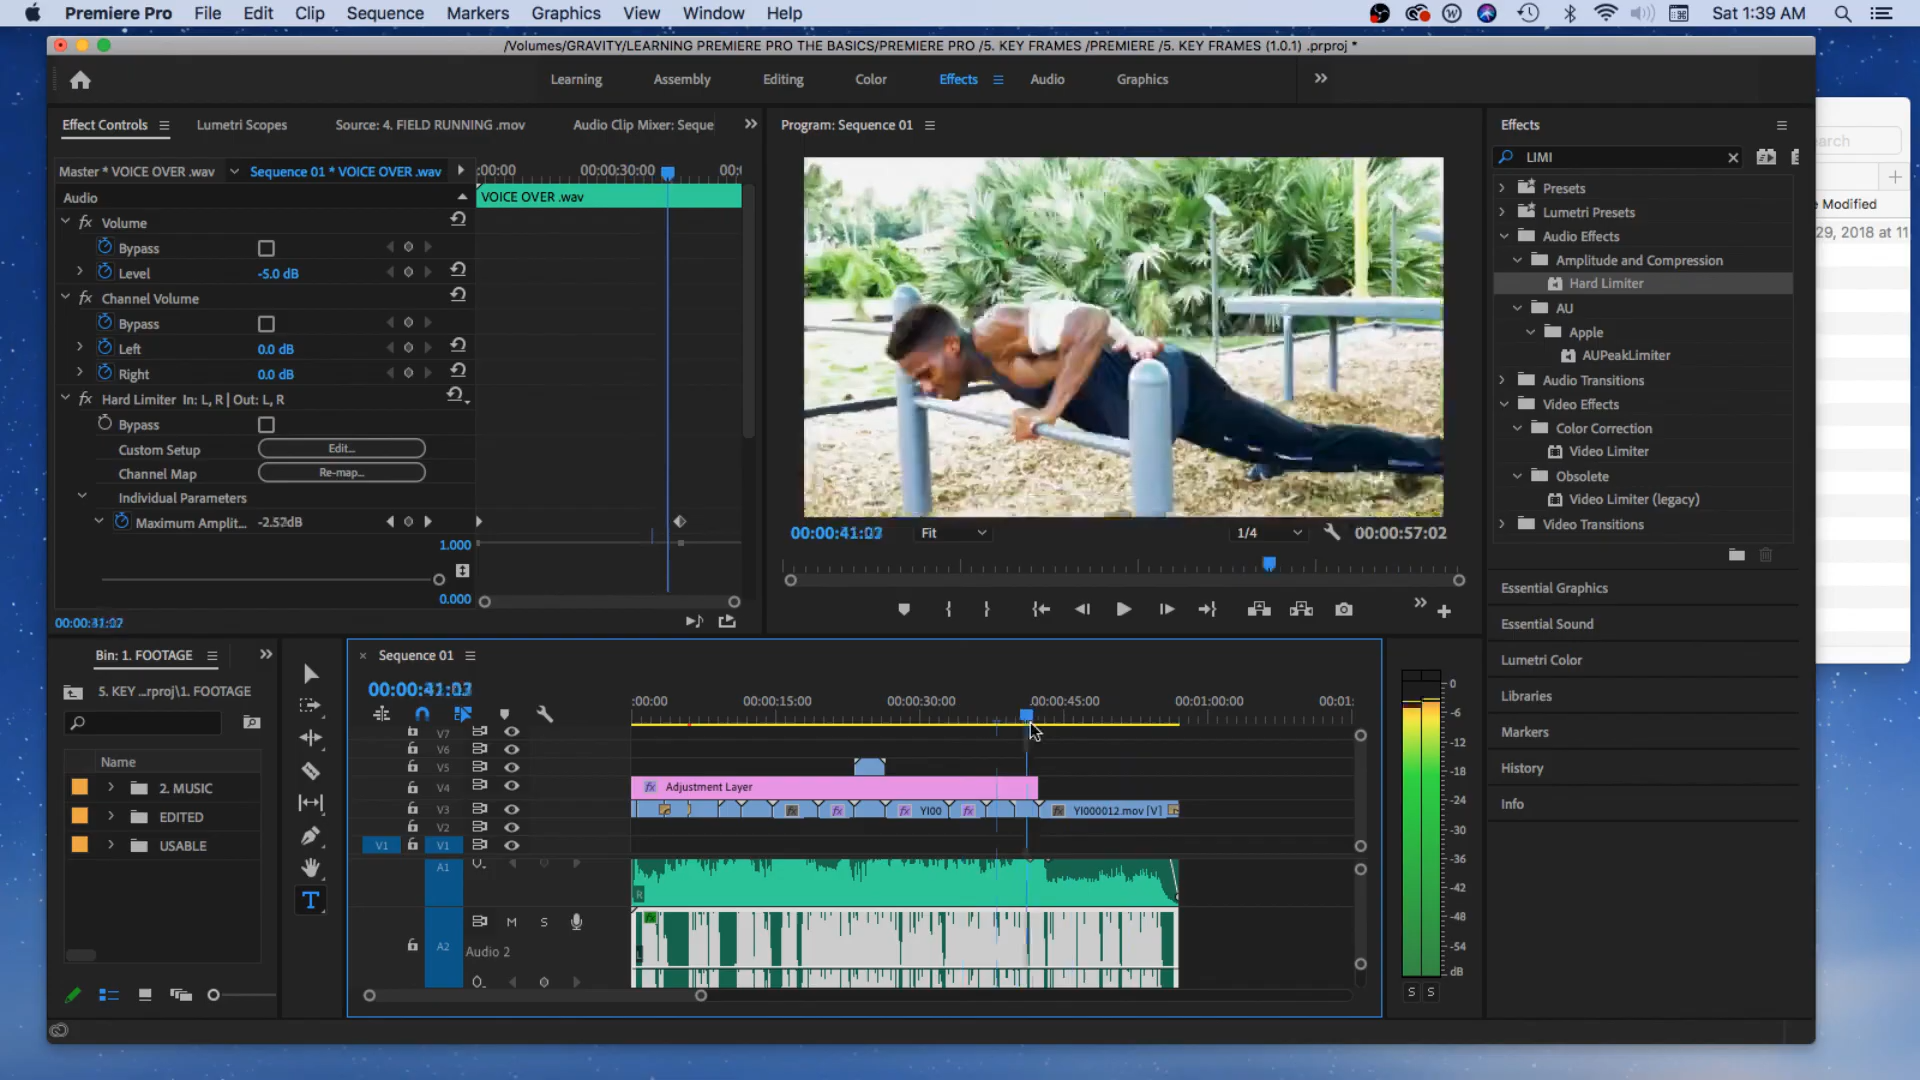 Premiere Pro File Edit Clip Sequence Markers Graphics View Window Help Sat 1:39 AM
/Volumes/GRAVITY/LEARNING PREMIERE PRO THE BASICS/PREMIERE PRO /5. KEY FRAMES /PREMIERE /5. KEY FRAMES (1.0.1) .prproj *
Learning Assembly Editing Color Effects Audio Graphics
Effect Controls Lumetri Scopes Source: 4. FIELD RUNNING .mov Audio Clip Mixer: Seque
Program: Sequence 01
Effects
Master * VOICE OVER .wav Sequence 01 * VOICE OVER .wav :00:00 00:00:30:00 00:(
LIMI
Audio VOICE OVER .wav
Volume
Bypass
Level -5.0 dB
Channel Volume
Bypass
Left 0.0 dB
Right 0.0 dB
Hard Limiter In: L, R | Out: L, R
Bypass
Custom Setup Edit...
Channel Map Re-map...
Individual Parameters
Maximum Amplit...
1.000
0.000
Fit 1/4 00:00:57:02
Presets
Lumetri Presets
Audio Effects
Amplitude and Compression
Hard Limiter
AU
Apple
AUPeakLimiter
Audio Transitions
Video Effects
Color Correction
Video Limiter
Obsolete
Video Limiter (legacy)
Video Transitions
Essential Graphics
Essential Sound
Lumetri Color
Libraries
Markers
History
Info
arch
e Modified
29, 2018 at 11
Bin: 1. FOOTAGE
5. KEY ...rproj\1. FOOTAGE
Name
2. MUSIC
EDITED
USABLE
T
Sequence 01
:00:00 00:00:15:00 00:00:30:00 00:00:45:00 00:01:00:00 00:01:
V7
V6
V5
V4 fx Adjustment Layer
V3 fx fx fx YI00 fx fx YI000012.mov [V]
V2
V1 V1
A1
R
M S
A2 Audio 2
L
0
-6
-12
-18
-24
-30
-36
-42
-48
-54
dB
S S